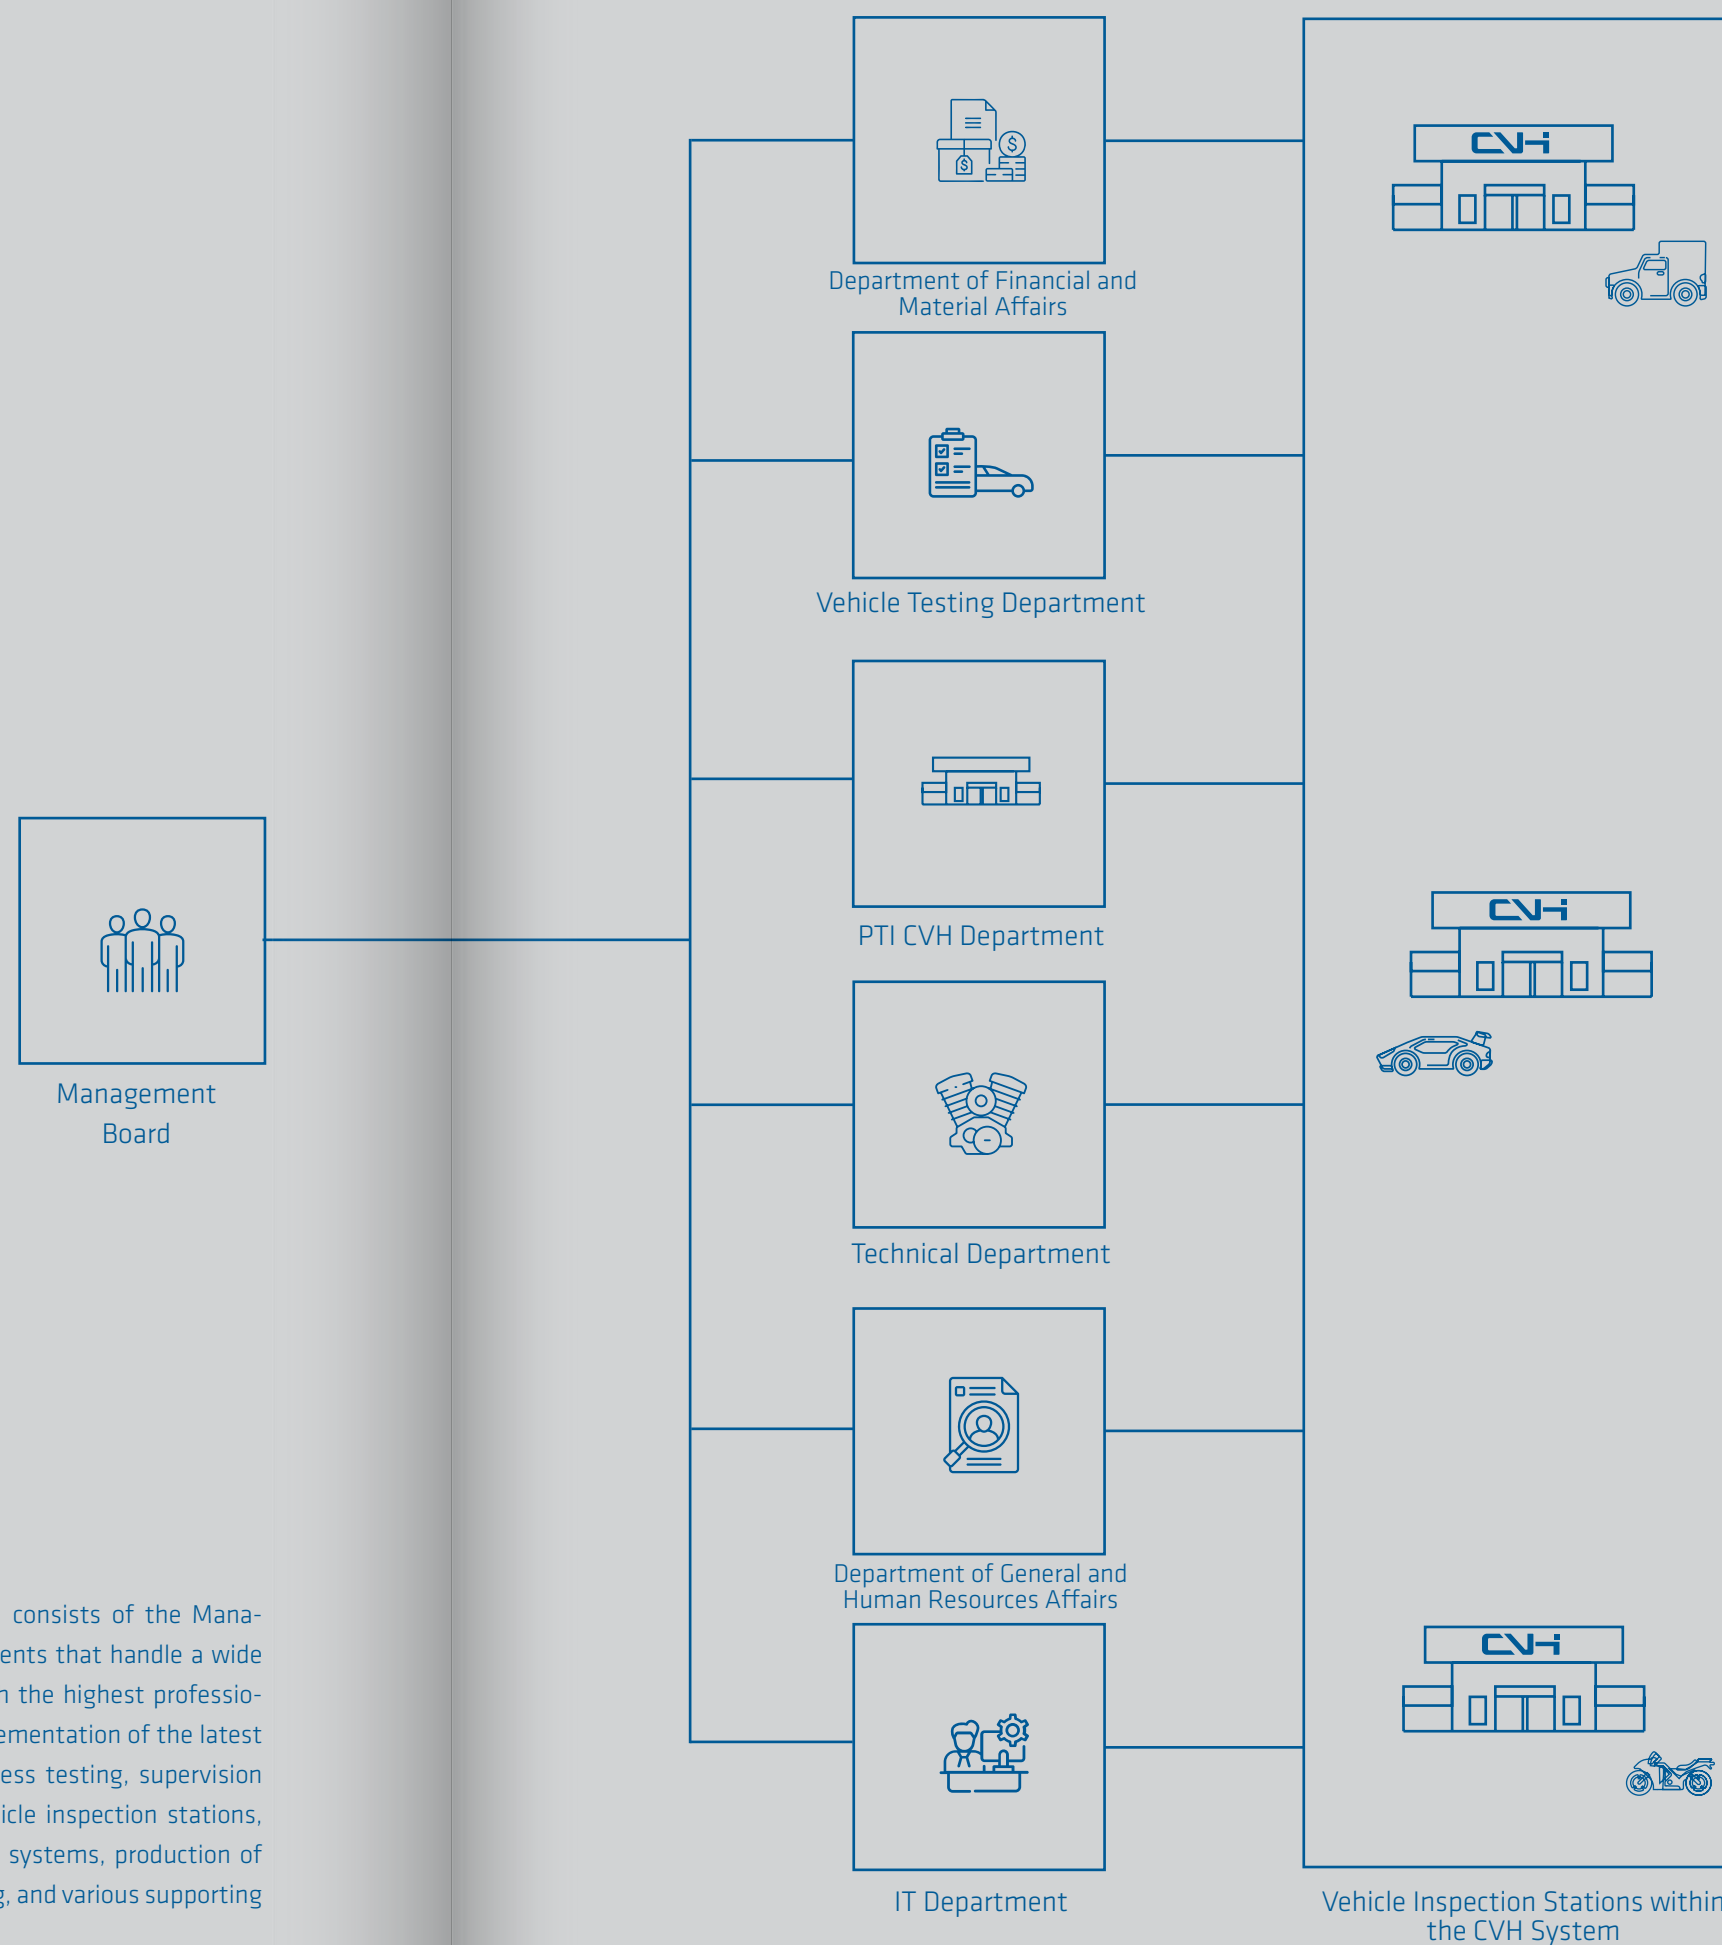 Management
Board
consists of the Mana-
ents that handle a wide
the highest professio-
ementation of the latest
ess testing, supervision
icle inspection stations,
systems, production of
, and various supporting
Department of Financial and
Material Affairs
Vehicle Testing Department
PTI CVH Department
Technical Department
Department of General and
Human Resources Affairs
IT Department
CVH
CVH
CVH
Vehicle Inspection Stations within
the CVH System